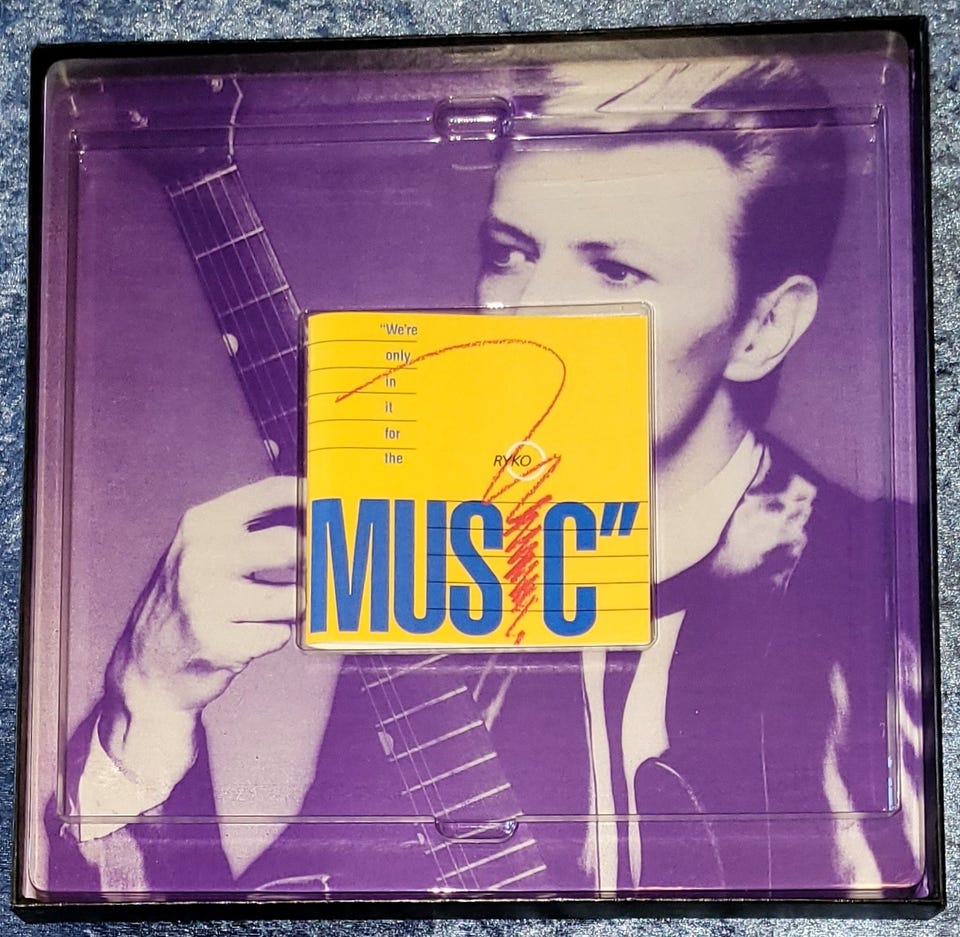 "We're
only
in
it
for
the
RYKO
MUSIC"